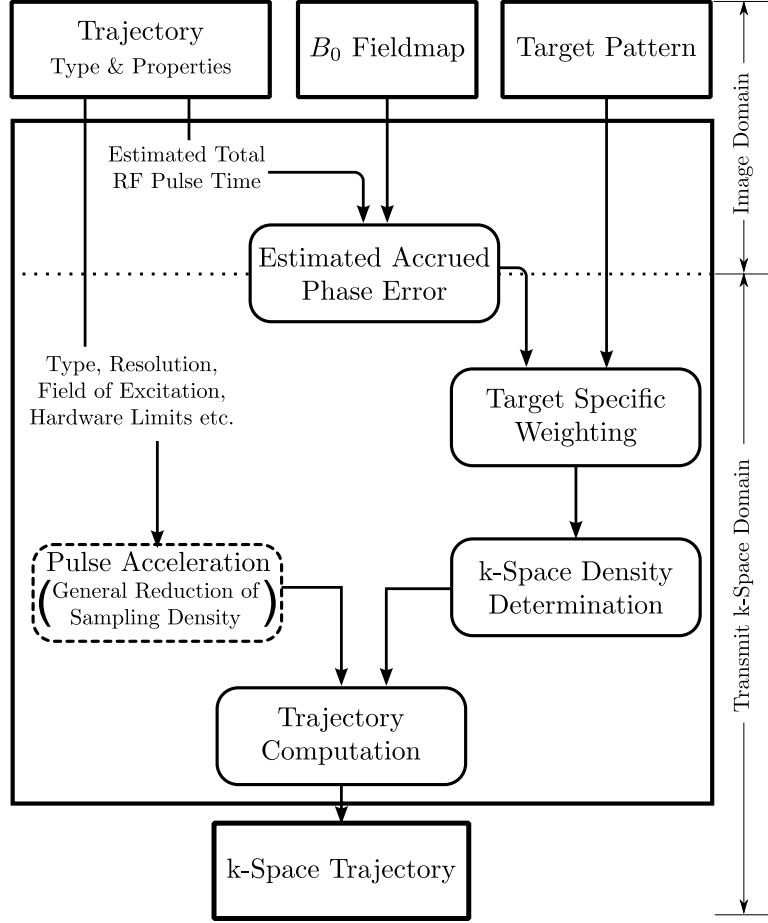 Trajectory
Type & Properties
B₀ Fieldmap
Target Pattern
Image Domain
Estimated Total
RF Pulse Time
Estimated Accrued
Phase Error
Type, Resolution,
Field of Excitation,
Hardware Limits etc.
Target Specific
Weighting
Transmit k-Space Domain
Pulse Acceleration
(General Reduction of
Sampling Density)
k-Space Density
Determination
Trajectory
Computation
k-Space Trajectory